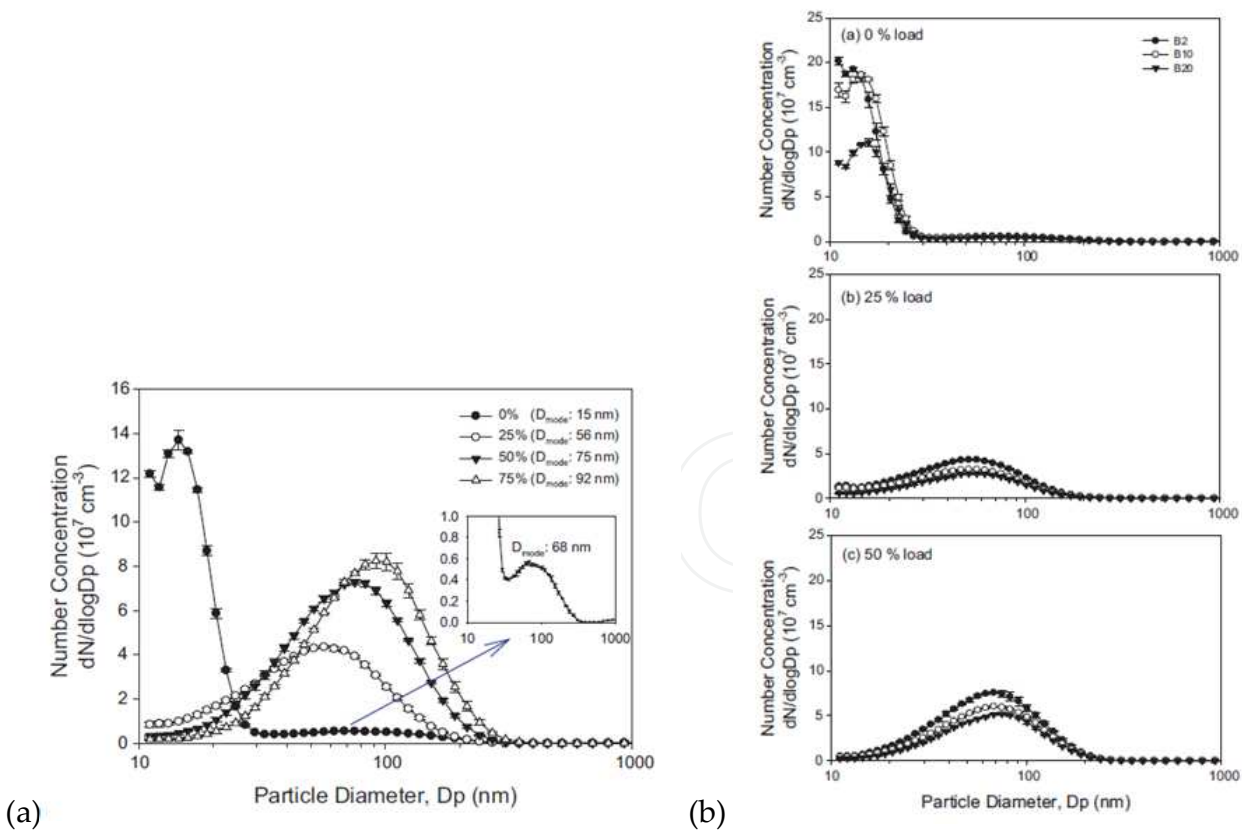 16
14
12
10
8
6
4
2
0
Number Concentration
dN/dlogDp (10⁷ cm⁻³)
0% (Dmode: 15 nm)
25% (Dmode: 56 nm)
50% (Dmode: 75 nm)
75% (Dmode: 92 nm)
1.0
0.8
0.6
0.4
0.2
0.0
Dmode: 68 nm
10 100 1000
10 100 1000
Particle Diameter, Dp (nm)
(a)
(a) 0 % load
B2
B10
B20
25
20
15
10
5
0
Number Concentration
dN/dlogDp (10⁷ cm⁻³)
10 100 1000
(b) 25 % load
25
20
15
10
5
0
Number Concentration
dN/dlogDp (10⁷ cm⁻³)
10 100 1000
(c) 50 % load
25
20
15
10
5
0
Number Concentration
dN/dlogDp (10⁷ cm⁻³)
10 100 1000
Particle Diameter, Dp (nm)
(b)